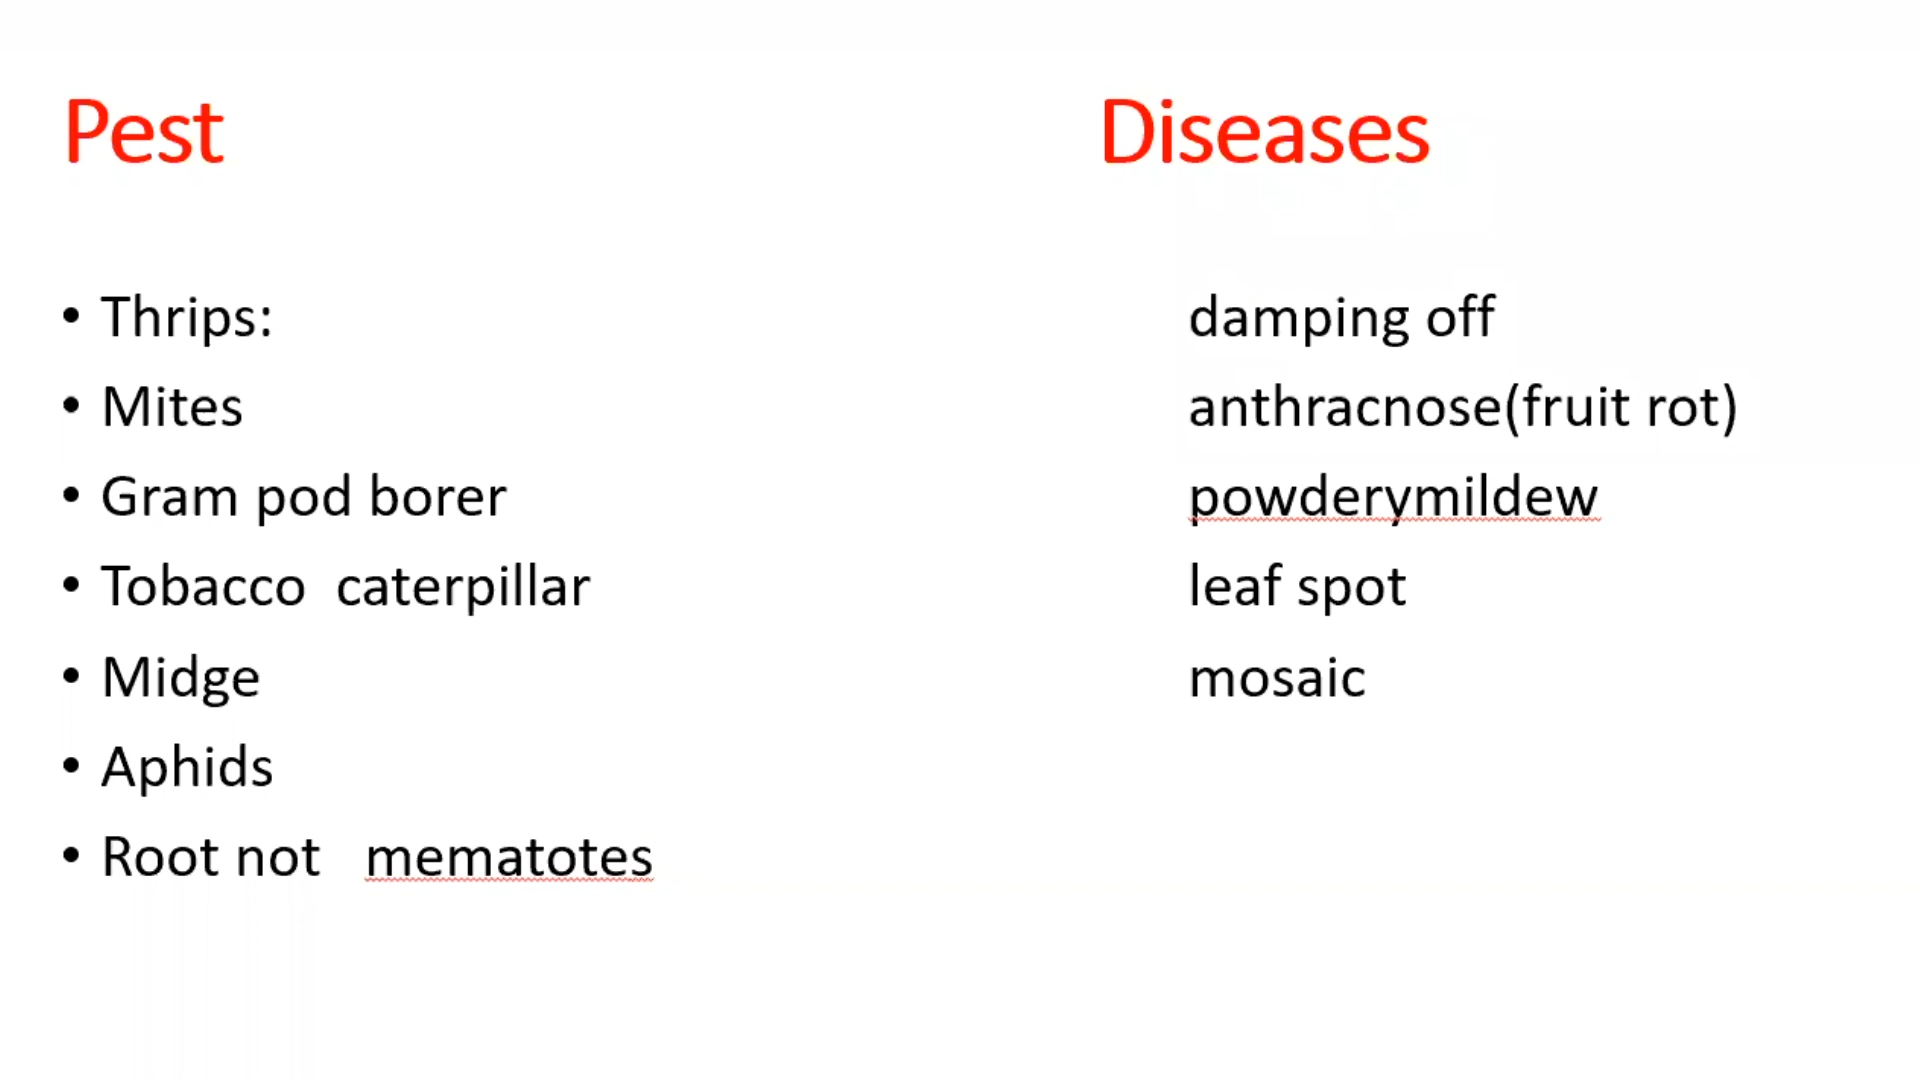 Pest
Diseases
• Thrips:
• Mites
• Gram pod borer
• Tobacco caterpillar
• Midge
• Aphids
• Root not mematotes
damping off
anthracnose(fruit rot)
powderymildew
leaf spot
mosaic